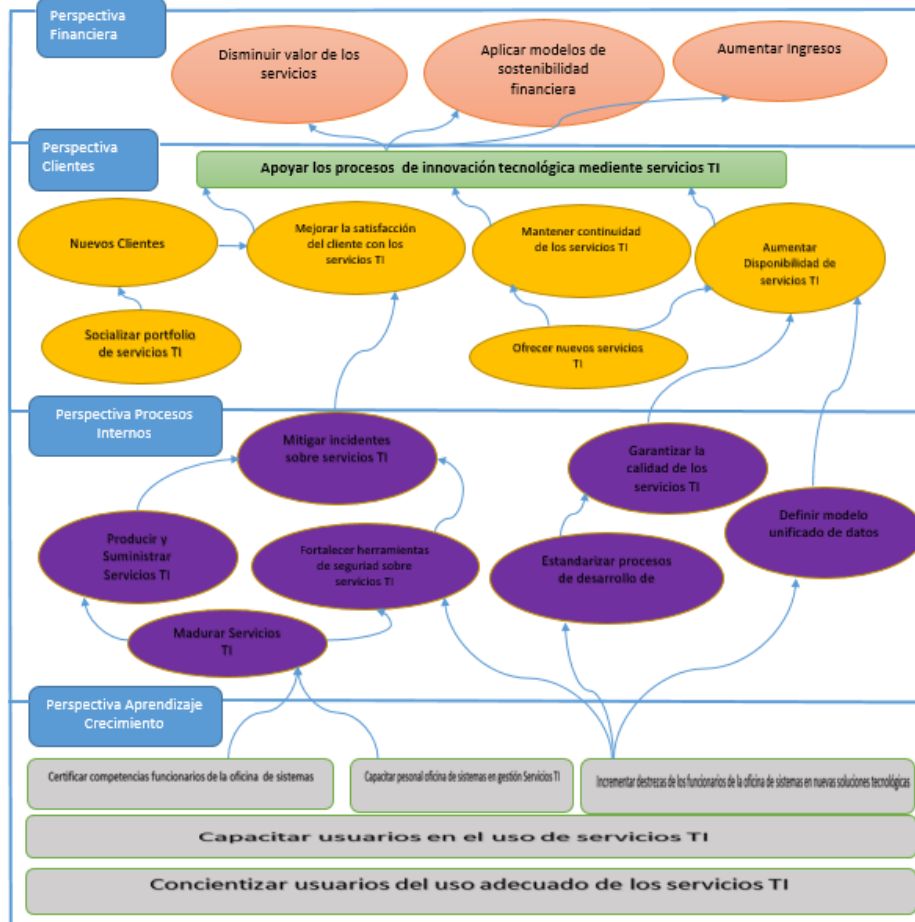 Perspectiva
Financiera
Disminuir valor de los
servicios
Aplicar modelos de
sostenibilidad
financiera
Aumentar Ingresos
Perspectiva
Clientes
Apoyar los procesos de innovación tecnológica mediente servicios TI
Nuevos Clientes
Mejorar la satisfacción
del cliente con los
servicios TI
Mantener continuidad
de los servicios TI
Aumentar
Disponibilidad de
servicios TI
Socializar portfolio
de servicios TI
Ofrecer nuevos servicios
TI
Perspectiva Procesos
Internos
Mitigar incidentes
sobre servicios TI
Garantizar la
calidad de los
servicios TI
Definir modelo
unificado de datos
Producir y
Suministrar
Servicios TI
Fortalecer herramientas
de seguriad sobre
servicios TI
Estandarizar procesos
de desarrollo de
Madurar Servicios
TI
Perspectiva Aprendizaje
Crecimiento
Certificar competencias funcionarios de la oficina de sistemas
Capacitar pesonal oficina de sistemas en gestión Servicios TI
Incrementar destrezas de los funcionarios de la oficina de sistemas en nuevas soluciones tecnológicas
Capacitar usuarios en el uso de servicios TI
Concientizar usuarios del uso adecuado de los servicios TI